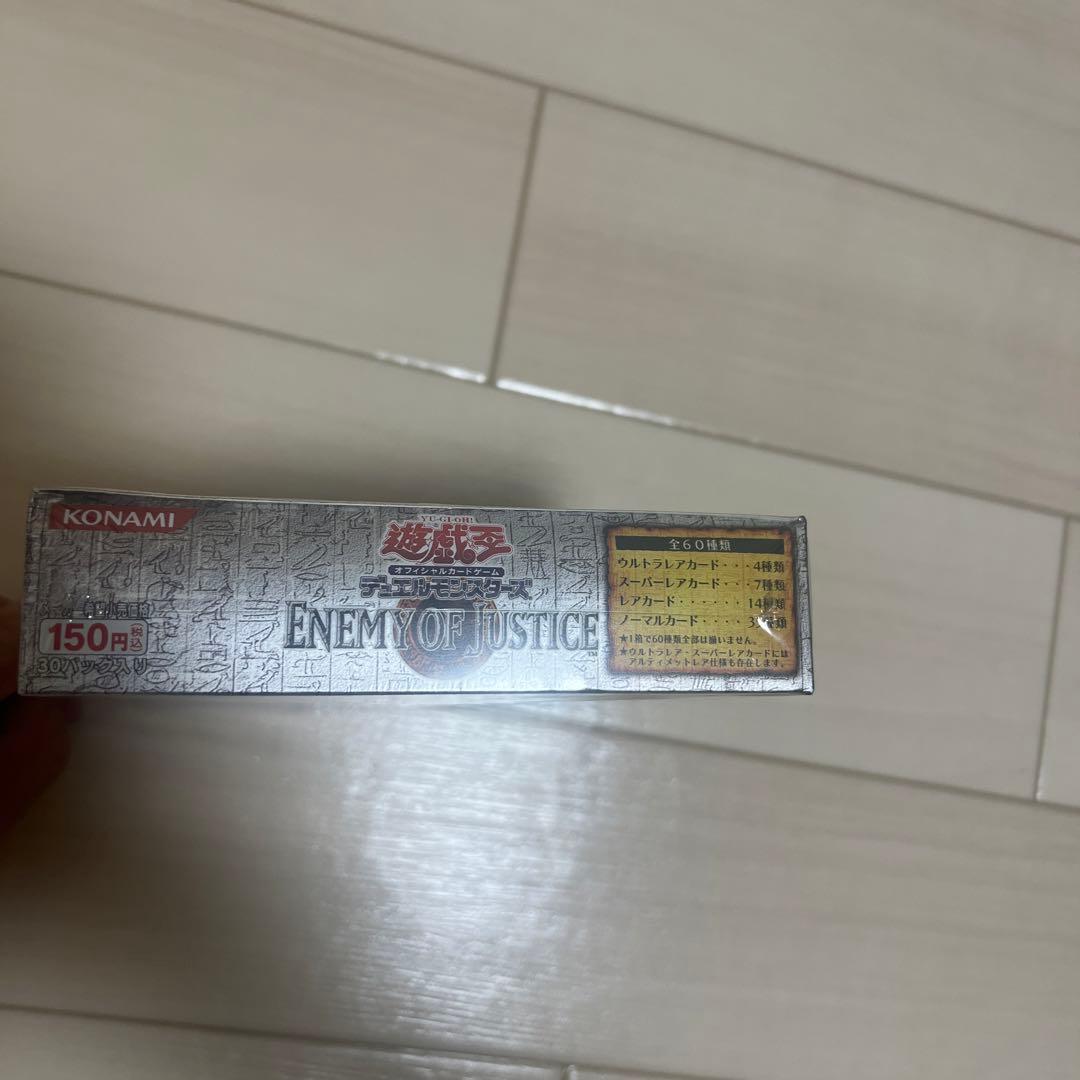 KONAMI
150円(税込)
30パック入り
YU-GI-OH!
遊戯王
オフィシャルカードゲーム
デュエルモンスターズ
ENEMY OF JUSTICE
TM
全60種類
ウルトラレアカード・・・4種類
スーパーレアカード・・・7種類
レアカード・・・・・・14種類
ノーマルカード・・・・3 種類
★1箱で60種類全部は揃いません。
★ウルトラレア・スーパーレアカードには
アルティメットレア仕様も存在します。